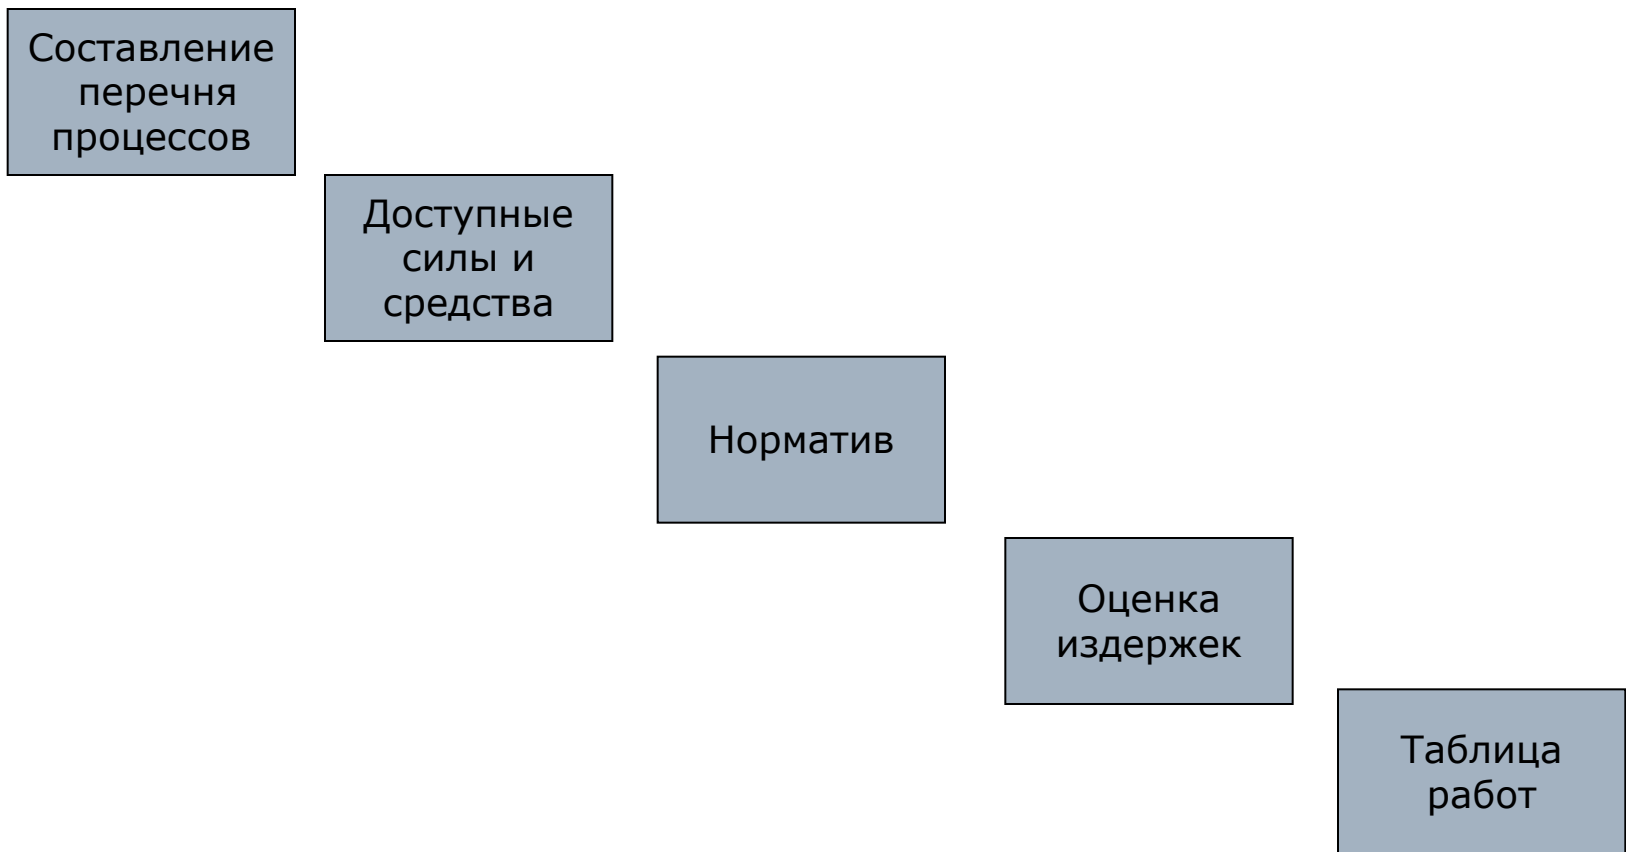 Составление
перечня
процессов
Доступные
силы и
средства
Норматив
Оценка
издержек
Таблица
работ